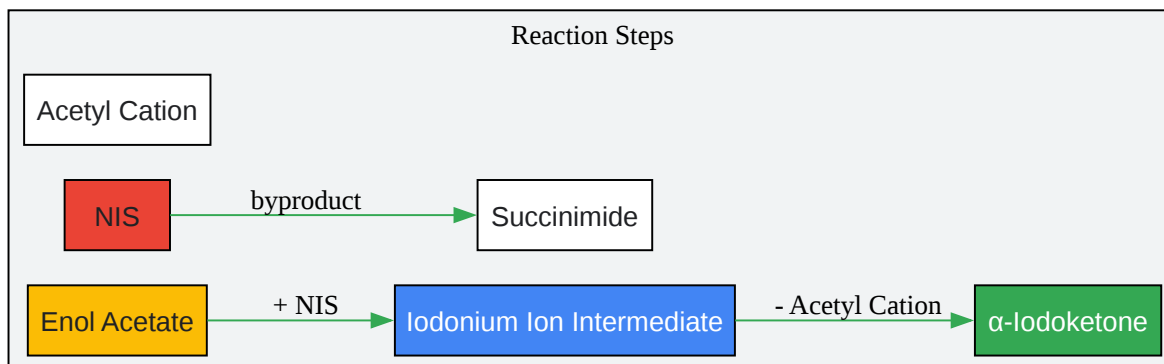 Reaction Steps
Acetyl Cation
NIS
byproduct
Succinimide
Enol Acetate
+ NIS
Iodonium Ion Intermediate
- Acetyl Cation
α-Iodoketone